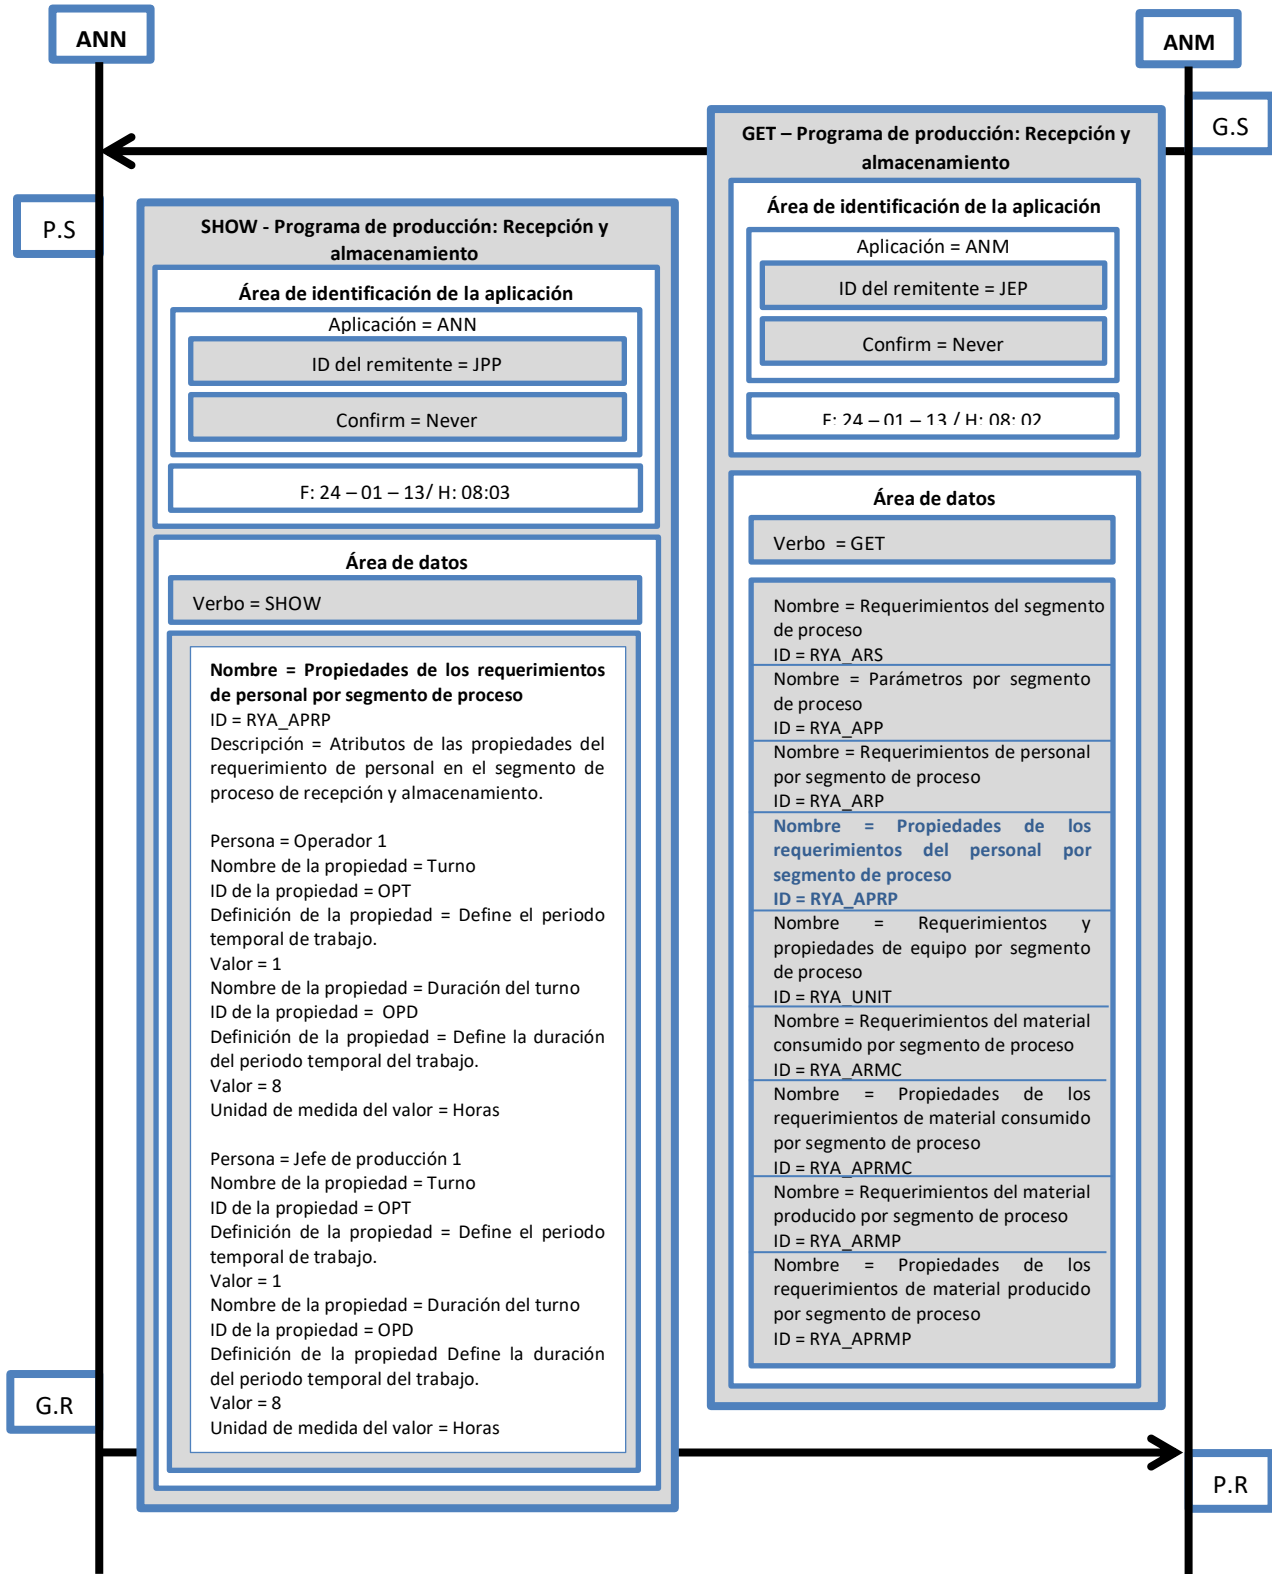 ANN
ANM
G.S
GET – Programa de producción: Recepción y
almacenamiento
Área de identificación de la aplicación
Aplicación = ANM
ID del remitente = JEP
Confirm = Never
F: 24 – 01 – 13 / H: 08: 02
Área de datos
Verbo = GET
Nombre = Requerimientos del segmento
de proceso
ID = RYA_ARS
Nombre = Parámetros por segmento
de proceso
ID = RYA_APP
Nombre = Requerimientos de personal
por segmento de proceso
ID = RYA_ARP
Nombre = Propiedades de los
requerimientos del personal por
segmento de proceso
ID = RYA_APRP
Nombre = Requerimientos y
propiedades de equipo por segmento
de proceso
ID = RYA_UNIT
Nombre = Requerimientos del material
consumido por segmento de proceso
ID = RYA_ARMC
Nombre = Propiedades de los
requerimientos de material consumido
por segmento de proceso
ID = RYA_APRMC
Nombre = Requerimientos del material
producido por segmento de proceso
ID = RYA_ARMP
Nombre = Propiedades de los
requerimientos de material producido
por segmento de proceso
ID = RYA_APRMP
P.S
SHOW - Programa de producción: Recepción y
almacenamiento
Área de identificación de la aplicación
Aplicación = ANN
ID del remitente = JPP
Confirm = Never
F: 24 – 01 – 13/ H: 08:03
Área de datos
Verbo = SHOW
Nombre = Propiedades de los requerimientos
de personal por segmento de proceso
ID = RYA_APRP
Descripción = Atributos de las propiedades del
requerimiento de personal en el segmento de
proceso de recepción y almacenamiento.
Persona = Operador 1
Nombre de la propiedad = Turno
ID de la propiedad = OPT
Definición de la propiedad = Define el periodo
temporal de trabajo.
Valor = 1
Nombre de la propiedad = Duración del turno
ID de la propiedad = OPD
Definición de la propiedad = Define la duración
del periodo temporal del trabajo.
Valor = 8
Unidad de medida del valor = Horas
Persona = Jefe de producción 1
Nombre de la propiedad = Turno
ID de la propiedad = OPT
Definición de la propiedad = Define el periodo
temporal de trabajo.
Valor = 1
Nombre de la propiedad = Duración del turno
ID de la propiedad = OPD
Definición de la propiedad Define la duración
del periodo temporal del trabajo.
Valor = 8
Unidad de medida del valor = Horas
G.R
P.R